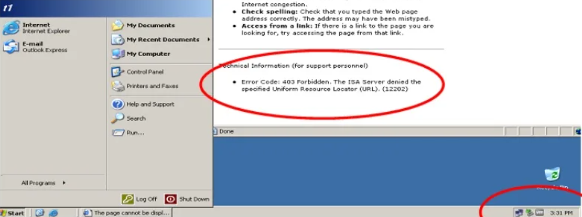 t1
Internet
Internet Explorer
E-mail
Outlook Express
My Documents
My Recent Documents
My Computer
Control Panel
Printers and Faxes
Help and Support
Search
Run...
All Programs
Log Off
Shut Down
Internet congestion.
Check spelling: Check that you typed the Web page
address correctly. The address may have been mistyped.
Access from a link: If there is a link to the page you are
looking for, try accessing the page from that link.
Technical Information (for support personnel)
Error Code: 403 Forbidden. The ISA Server denied the
specified Uniform Resource Locator (URL). (12202)
Done
Start
The page cannot be displ...
3:31 PM